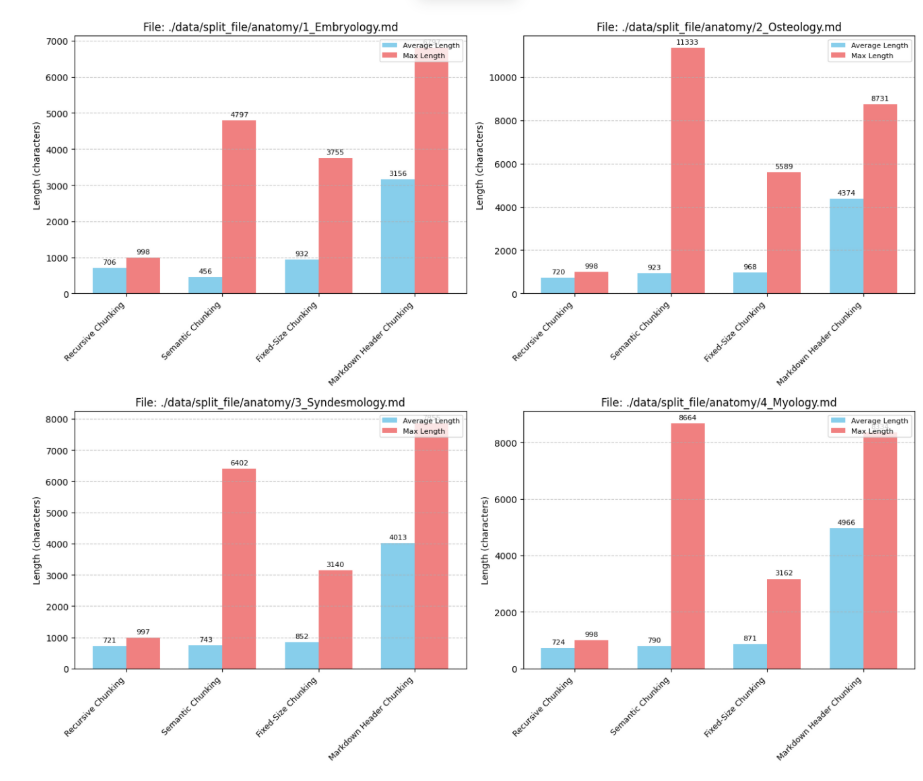 File: ./data/split_file/anatomy/1_Embryology.md
Length (characters)
7000
6000
5000
4000
3000
2000
1000
0
Average Length
Max Length
706
998
456
4797
932
3755
3156
Recursive Chunking
Semantic Chunking
Fixed-Size Chunking
Markdown Header Chunking
File: ./data/split_file/anatomy/2_Osteology.md
Length (characters)
10000
8000
6000
4000
2000
0
Average Length
Max Length
720
998
923
11333
968
5589
4374
8731
Recursive Chunking
Semantic Chunking
Fixed-Size Chunking
Markdown Header Chunking
File: ./data/split_file/anatomy/3_Syndesmology.md
Length (characters)
8000
7000
6000
5000
4000
3000
2000
1000
0
Average Length
Max Length
721
997
743
6402
852
3140
4013
Recursive Chunking
Semantic Chunking
Fixed-Size Chunking
Markdown Header Chunking
File: ./data/split_file/anatomy/4_Myology.md
Length (characters)
8000
6000
4000
2000
0
Average Length
Max Length
724
998
790
8664
871
3162
4966
Recursive Chunking
Semantic Chunking
Fixed-Size Chunking
Markdown Header Chunking